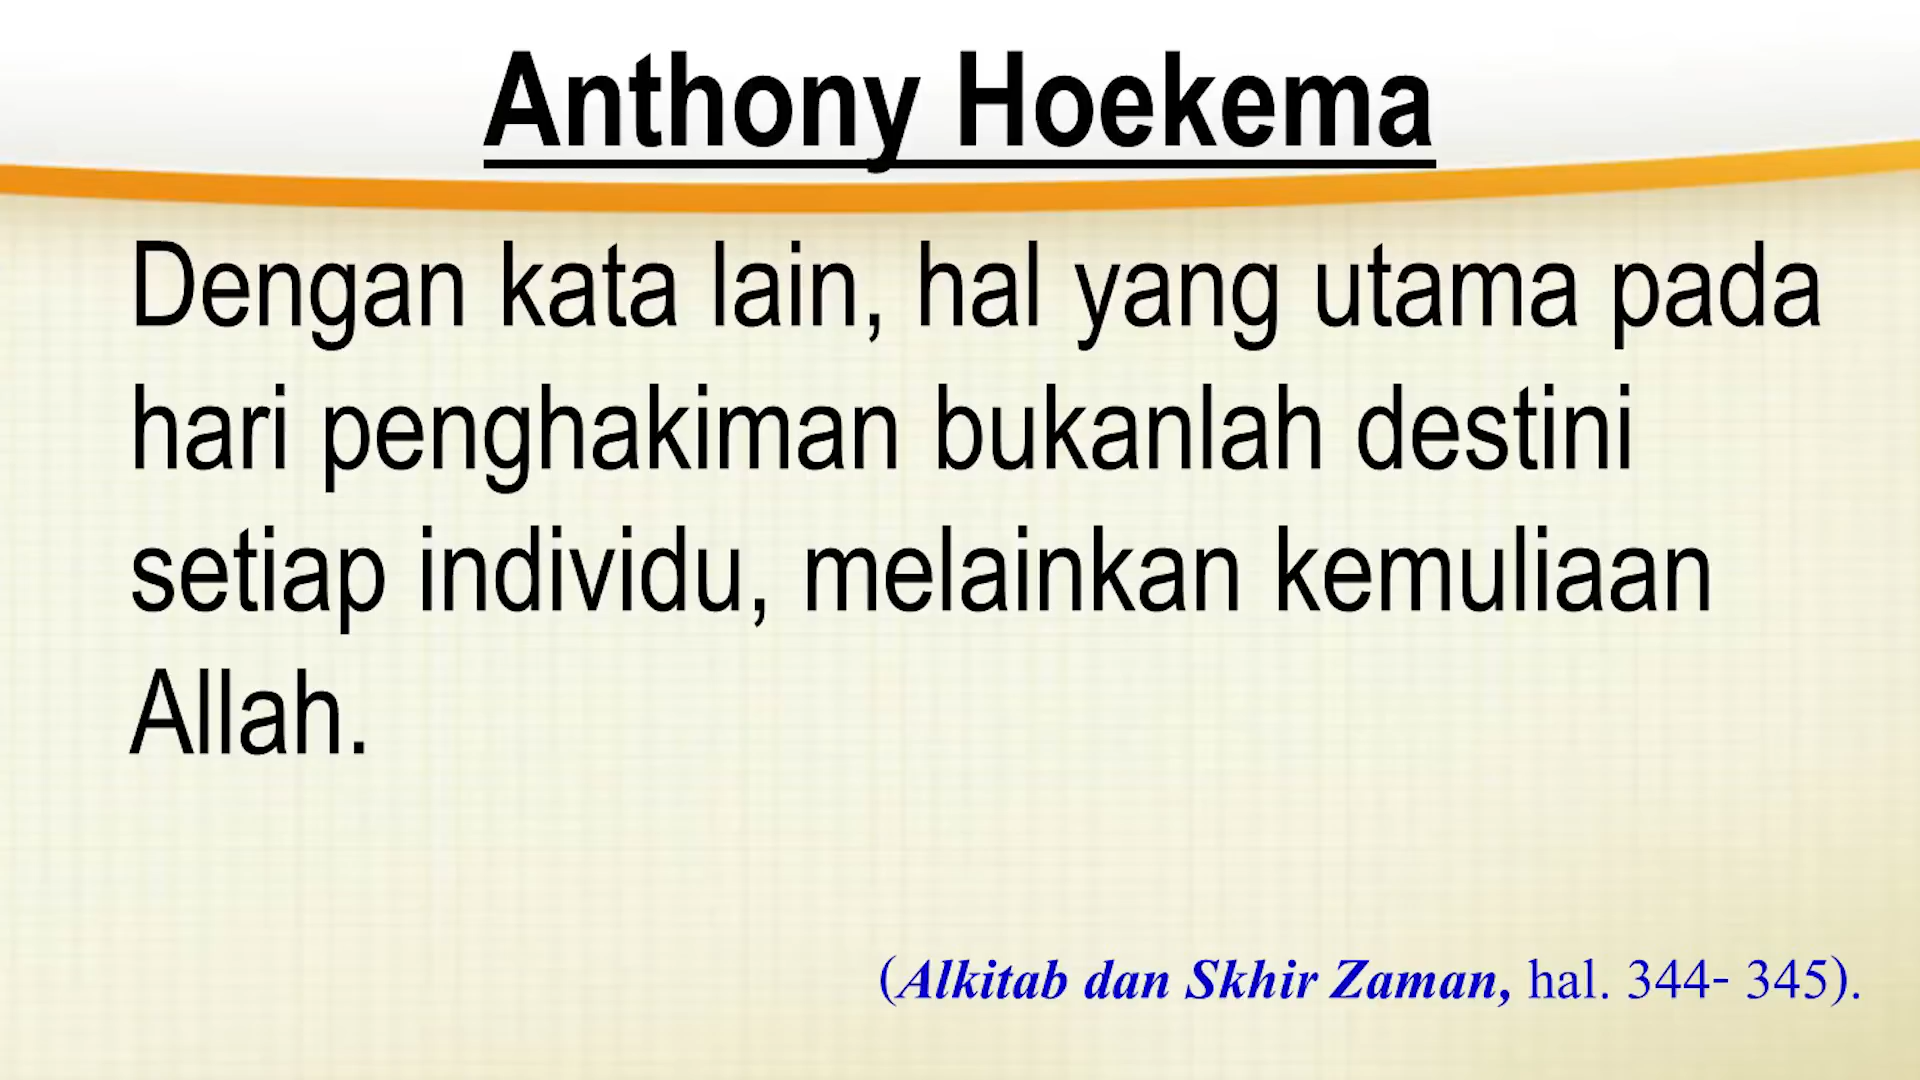 Anthony Hoekema
Dengan kata lain, hal yang utama pada
hari penghakiman bukanlah destini
setiap individu, melainkan kemuliaan
Allah.
(Alkitab dan Skhir Zaman, hal. 344- 345).